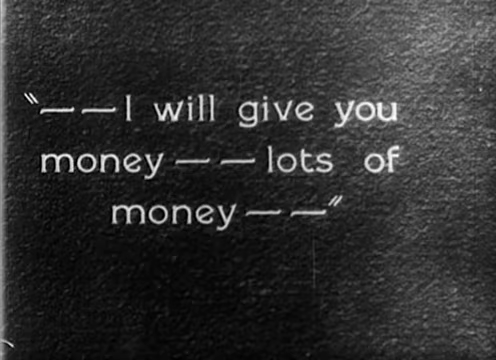 "— — I will give you
money — — lots of
money — —"